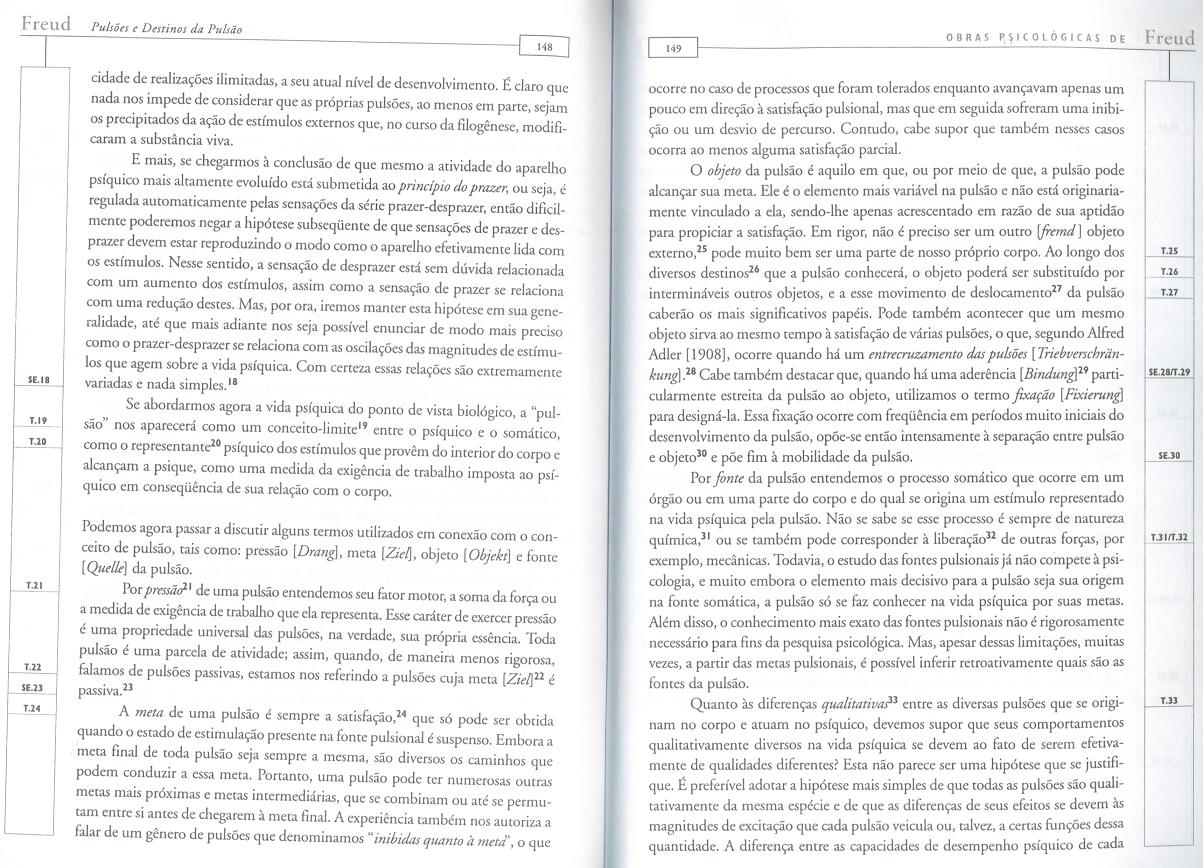 Freud Pulsões e Destinos da Pulsão
148
cidade de realizações ilimitadas, a seu atual nível de desenvolvimento. É claro que
nada nos impede de considerar que as próprias pulsões, ao menos em parte, sejam
os precipitados da ação de estímulos externos que, no curso da filogênese, modifi-
caram a substância viva.
E mais, se chegarmos à conclusão de que mesmo a atividade do aparelho
psíquico mais altamente evoluído está submetida ao princípio do prazer, ou seja, é
regulada automaticamente pelas sensações da série prazer-desprazer, então dificil-
mente poderemos negar a hipótese subseqüente de que sensações de prazer e des-
prazer devem estar reproduzindo o modo como o aparelho efetivamente lida com
os estímulos. Nesse sentido, a sensação de desprazer está sem dúvida relacionada
com um aumento dos estímulos, assim como a sensação de prazer se relaciona
com uma redução destes. Mas, por ora, iremos manter esta hipótese em sua gene-
ralidade, até que mais adiante nos seja possível enunciar de modo mais preciso
como o prazer-desprazer se relaciona com as oscilações das magnitudes de estímu-
los que agem sobre a vida psíquica. Com certeza essas relações são extremamente
variadas e nada simples.18
SE.18
Se abordarmos agora a vida psíquica do ponto de vista biológico, a “pul-
são” nos aparecerá como um conceito-limite19 entre o psíquico e o somático,
T.19
como o representante20 psíquico dos estímulos que provêm do interior do corpo e
T.20
alcançam a psique, como uma medida da exigência de trabalho imposta ao psí-
quico em conseqüência de sua relação com o corpo.
Podemos agora passar a discutir alguns termos utilizados em conexão com o con-
ceito de pulsão, tais como: pressão [Drang], meta [Ziel], objeto [Objekt] e fonte
[Quelle] da pulsão.
Por pressão21 de uma pulsão entendemos seu fator motor, a soma da força ou
T.21
a medida de exigência de trabalho que ela representa. Esse caráter de exercer pressão
é uma propriedade universal das pulsões, na verdade, sua própria essência. Toda
pulsão é uma parcela de atividade; assim, quando, de maneira menos rigorosa,
falamos de pulsões passivas, estamos nos referindo a pulsões cuja meta [Ziel]22 é
T.22
passiva.23
SE.23
A meta de uma pulsão é sempre a satisfação,24 que só pode ser obtida
T.24
quando o estado de estimulação presente na fonte pulsional é suspenso. Embora a
meta final de toda pulsão seja sempre a mesma, são diversos os caminhos que
podem conduzir a essa meta. Portanto, uma pulsão pode ter numerosas outras
metas mais próximas e metas intermediárias, que se combinam ou até se permu-
tam entre si antes de chegarem à meta final. A experiência também nos autoriza a
falar de um gênero de pulsões que denominamos “inibidas quanto à meta”, o que
149
OBRAS PSICOLÓGICAS DE Freud
ocorre no caso de processos que foram tolerados enquanto avançavam apenas um
pouco em direção à satisfação pulsional, mas que em seguida sofreram uma inibi-
ção ou um desvio de percurso. Contudo, cabe supor que também nesses casos
ocorra ao menos alguma satisfação parcial.
O objeto da pulsão é aquilo em que, ou por meio de que, a pulsão pode
alcançar sua meta. Ele é o elemento mais variável na pulsão e não está originaria-
mente vinculado a ela, sendo-lhe apenas acrescentado em razão de sua aptidão
para propiciar a satisfação. Em rigor, não é preciso ser um outro [fremd ] objeto
externo,25 pode muito bem ser uma parte de nosso próprio corpo. Ao longo dos
T.25
diversos destinos26 que a pulsão conhecerá, o objeto poderá ser substituído por
T.26
intermináveis outros objetos, e a esse movimento de deslocamento27 da pulsão
T.27
caberão os mais significativos papéis. Pode também acontecer que um mesmo
objeto sirva ao mesmo tempo à satisfação de várias pulsões, o que, segundo Alfred
Adler [1908], ocorre quando há um entrecruzamento das pulsões [Triebverschrän-
kung].28 Cabe também destacar que, quando há uma aderência [Bindung]29 parti-
SE.28/T.29
cularmente estreita da pulsão ao objeto, utilizamos o termo fixação [Fixierung]
para designá-la. Essa fixação ocorre com freqüência em períodos muito iniciais do
desenvolvimento da pulsão, opõe-se então intensamente à separação entre pulsão
e objeto30 e põe fim à mobilidade da pulsão.
SE.30
Por fonte da pulsão entendemos o processo somático que ocorre em um
órgão ou em uma parte do corpo e do qual se origina um estímulo representado
na vida psíquica pela pulsão. Não se sabe se esse processo é sempre de natureza
química,31 ou se também pode corresponder à liberação32 de outras forças, por
T.31/T.32
exemplo, mecânicas. Todavia, o estudo das fontes pulsionais já não compete à psi-
cologia, e muito embora o elemento mais decisivo para a pulsão seja sua origem
na fonte somática, a pulsão só se faz conhecer na vida psíquica por suas metas.
Além disso, o conhecimento mais exato das fontes pulsionais não é rigorosamente
necessário para fins da pesquisa psicológica. Mas, apesar dessas limitações, muitas
vezes, a partir das metas pulsionais, é possível inferir retroativamente quais são as
fontes da pulsão.
Quanto às diferenças qualitativas33 entre as diversas pulsões que se origi-
T.33
nam no corpo e atuam no psíquico, devemos supor que seus comportamentos
qualitativamente diversos na vida psíquica se devem ao fato de serem efetiva-
mente de qualidades diferentes? Esta não parece ser uma hipótese que se justifi-
que. É preferível adotar a hipótese mais simples de que todas as pulsões são quali-
tativamente da mesma espécie e de que as diferenças de seus efeitos se devem às
magnitudes de excitação que cada pulsão veicula ou, talvez, a certas funções dessa
quantidade. A diferença entre as capacidades de desempenho psíquico de cada